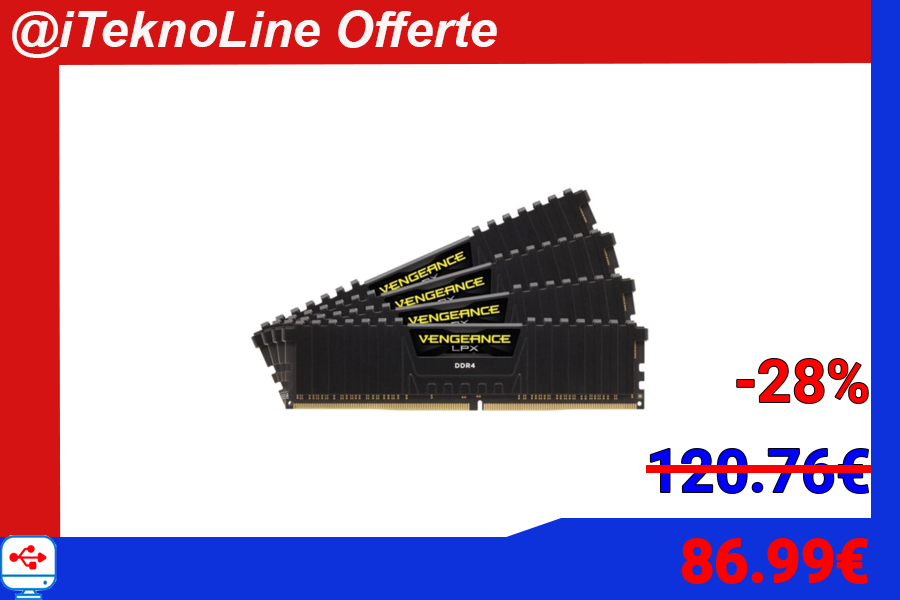 @iTeknoLine Offerte
VENGEANCE
VENGEANCE
VENGEANCE
VENGEANCE
LPX
DDR4
-28%
120.76€
86.99€